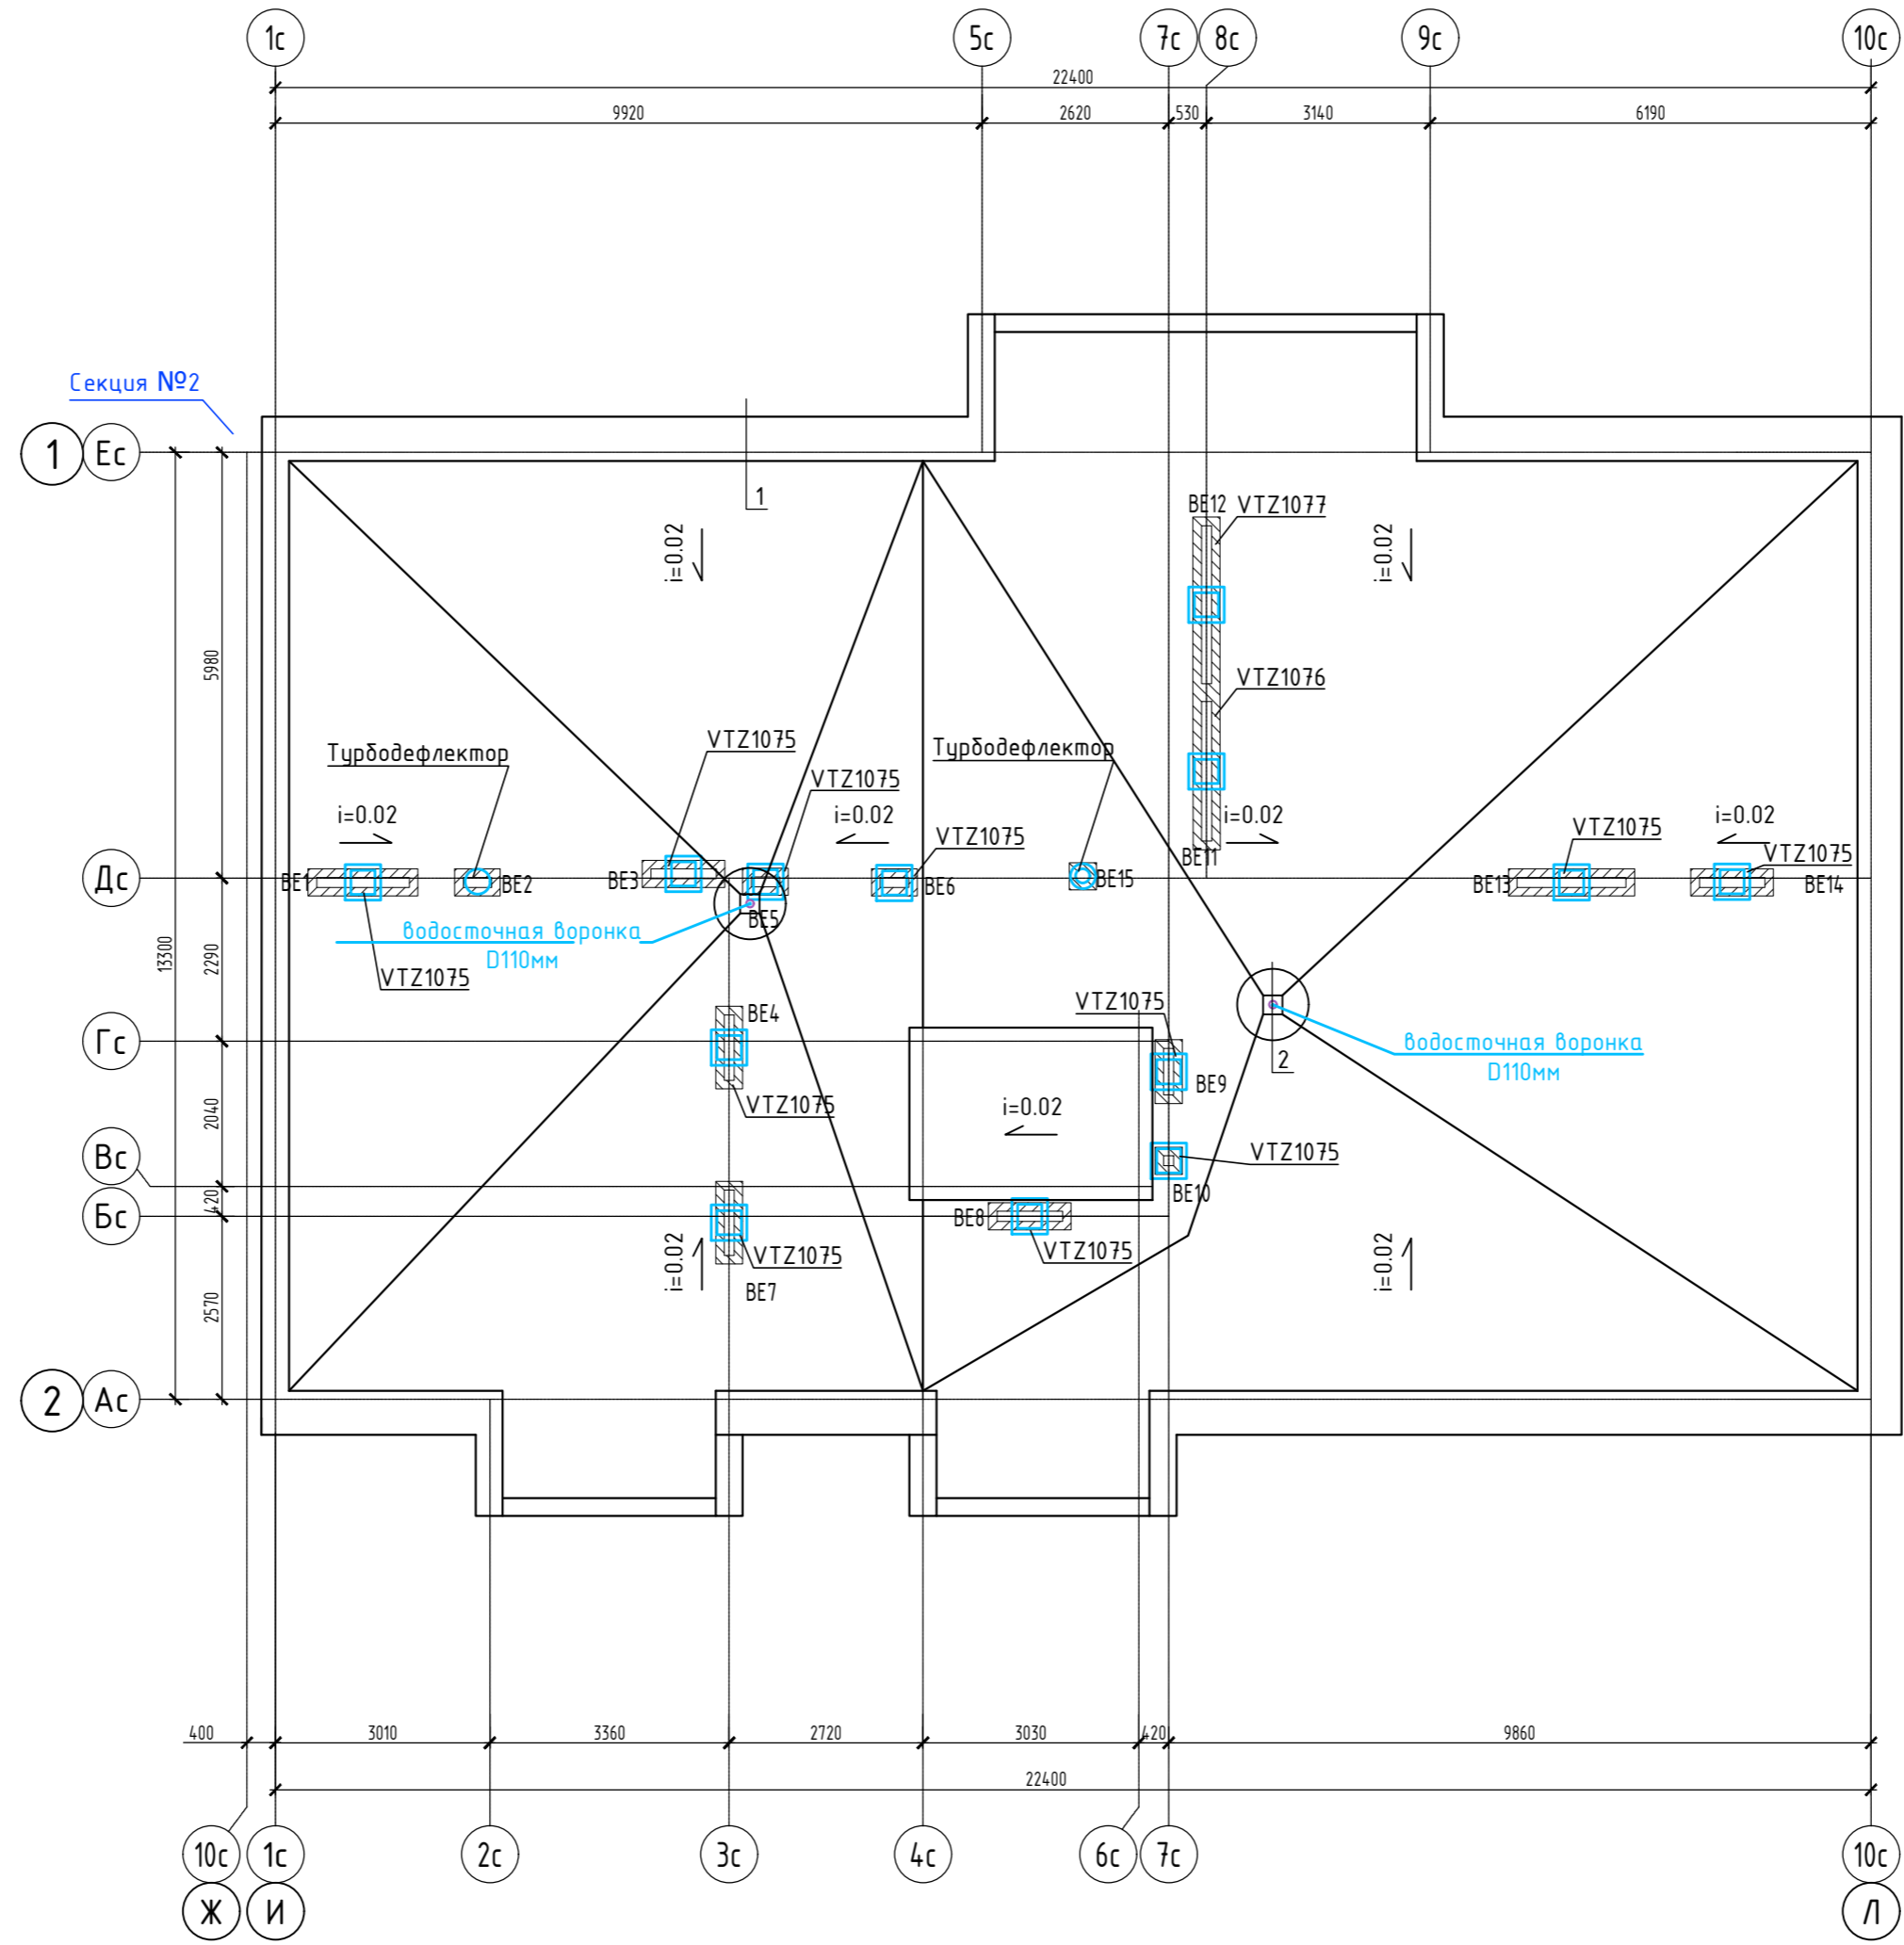 1с
5с
7с
8с
9с
10с
22400
9920
2620
530
3140
6190
Секция №2
1
Ес
1
i=0.02
BE12
VTZ1077
i=0.02
5980
VTZ1076
Турбодефлектор
VTZ1075
VTZ1075
Турбодефлектор
i=0.02
i=0.02
VTZ1075
i=0.02
VTZ1075
i=0.02
VTZ1075
Дс
BE1
BE2
BE3
BE6
BE15
BE11
BE13
BE14
BE5
водосточная воронка
D110мм
VTZ1075
13300
2290
BE4
VTZ1075
Гс
водосточная воронка
D110мм
2
BE9
VTZ1075
i=0.02
2040
Вс
VTZ1075
BE10
420
Бс
BE8
VTZ1075
i=0.02
VTZ1075
BE7
i=0.02
2570
2
Ас
400
3010
3360
2720
3030
420
9860
22400
10с
1с
2с
3с
4с
6с
7с
10с
Ж
И
Л